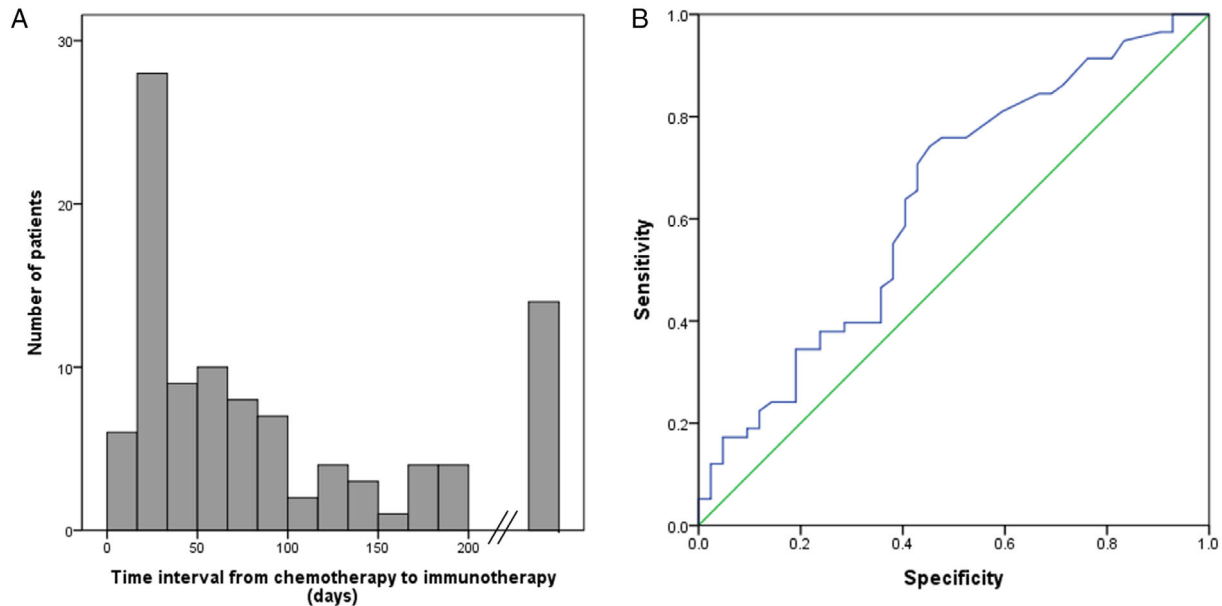 A
30
20
10
0
Number of patients
0 50 100 150 200
Time interval from chemotherapy to immunotherapy
(days)
B
1.0
0.8
0.6
0.4
0.2
0.0
Sensitivity
0.0 0.2 0.4 0.6 0.8 1.0
Specificity